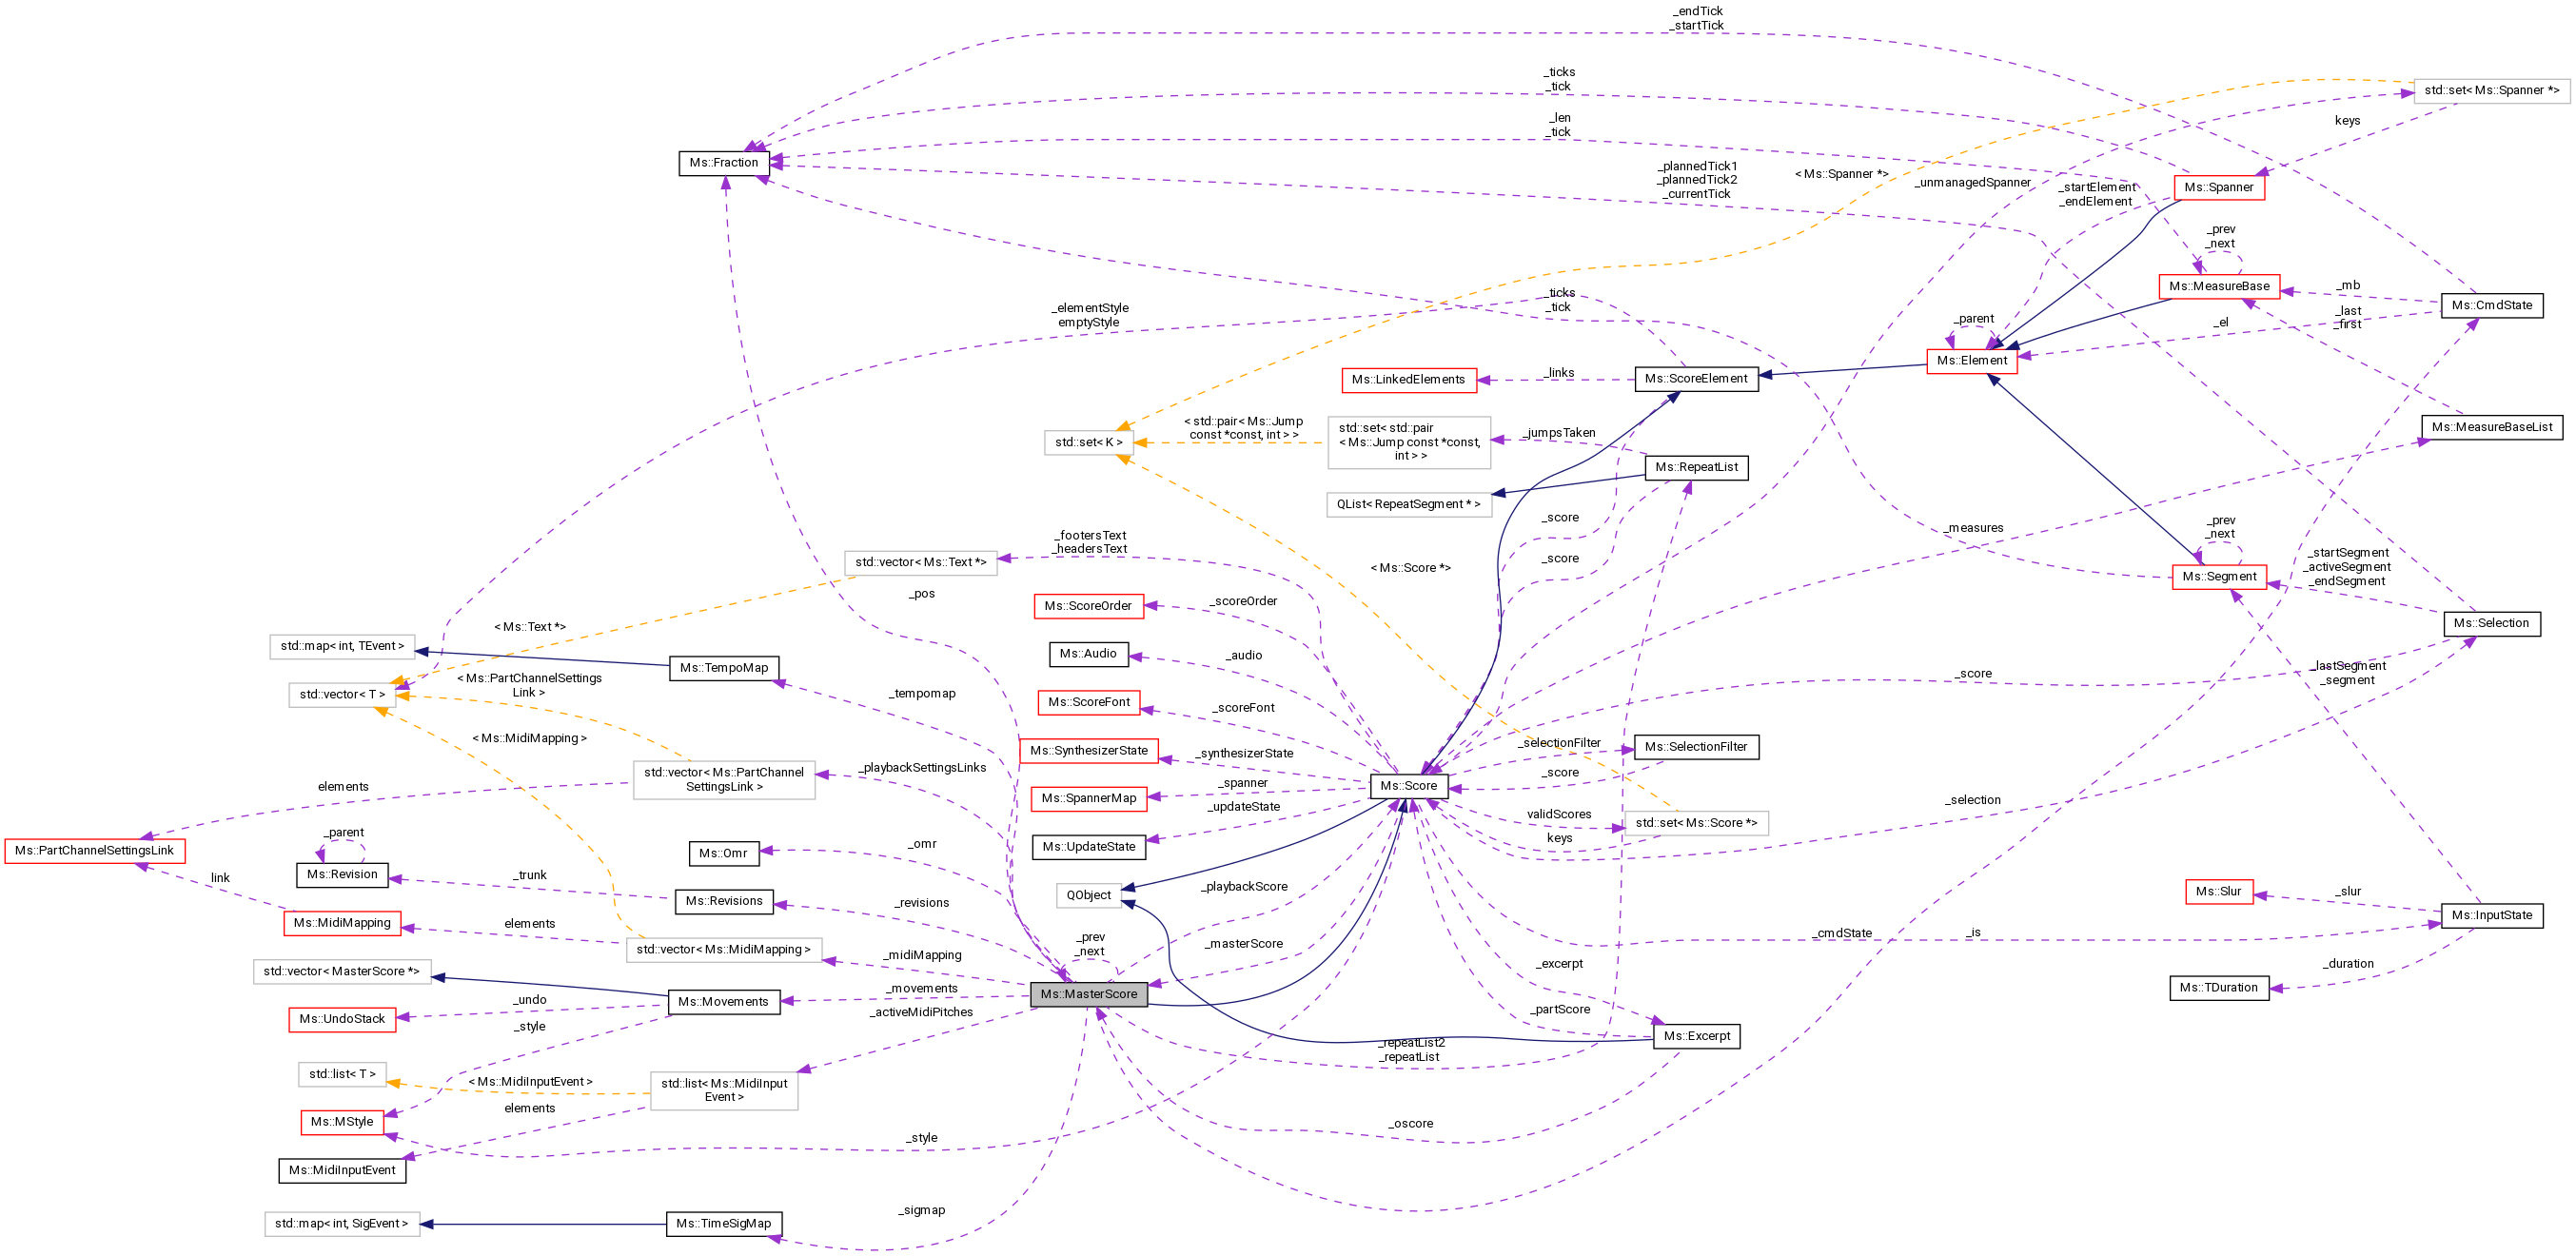 _endTick
_startTick
_ticks
_tick
std::set< Ms::Spanner *>
_len
_tick
keys
Ms::Fraction
_plannedTick1
_plannedTick2
_currentTick
< Ms::Spanner *>
_unmanagedSpanner
_startElement
_endElement
Ms::Spanner
_prev
_next
Ms::MeasureBase
_mb
Ms::CmdState
_elementStyle
emptyStyle
_ticks
_tick
_parent
_el
_last
_first
Ms::Element
Ms::LinkedElements
_links
Ms::ScoreElement
std::set< K >
< std::pair< Ms::Jump
const *const, int > >
std::set< std::pair
< Ms::Jump const *const,
int > >
_jumpsTaken
Ms::MeasureBaseList
Ms::RepeatList
QList< RepeatSegment * >
_score
_measures
_prev
_next
_footersText
_headersText
_score
std::vector< Ms::Text *>
< Ms::Score *>
Ms::Segment
_startSegment
_activeSegment
_endSegment
_pos
Ms::ScoreOrder
_scoreOrder
< Ms::Text *>
Ms::Selection
std::map< int, TEvent >
Ms::TempoMap
Ms::Audio
_audio
_score
_lastSegment
_segment
std::vector< T >
< Ms::PartChannelSettings
Link >
_tempomap
Ms::ScoreFont
_scoreFont
< Ms::MidiMapping >
Ms::SynthesizerState
_synthesizerState
_selectionFilter
Ms::SelectionFilter
std::vector< Ms::PartChannel
SettingsLink >
_playbackSettingsLinks
elements
Ms::SpannerMap
_spanner
Ms::Score
_score
_selection
_updateState
validScores
std::set< Ms::Score *>
keys
Ms::UpdateState
Ms::PartChannelSettingsLink
_parent
Ms::Omr
_omr
link
Ms::Revision
_trunk
Ms::Revisions
_revisions
QObject
_playbackScore
Ms::Slur
_slur
Ms::InputState
Ms::MidiMapping
elements
std::vector< Ms::MidiMapping >
_midiMapping
_prev
_next
_masterScore
_cmdState
_is
_excerpt
_duration
std::vector< MasterScore *>
_undo
Ms::Movements
_movements
Ms::MasterScore
Ms::TDuration
Ms::UndoStack
_style
_activeMidiPitches
_partScore
Ms::Excerpt
_repeatList2
_repeatList
std::list< T >
< Ms::MidiInputEvent >
std::list< Ms::MidiInput
Event >
elements
Ms::MStyle
_style
_oscore
Ms::MidiInputEvent
_sigmap
std::map< int, SigEvent >
Ms::TimeSigMap